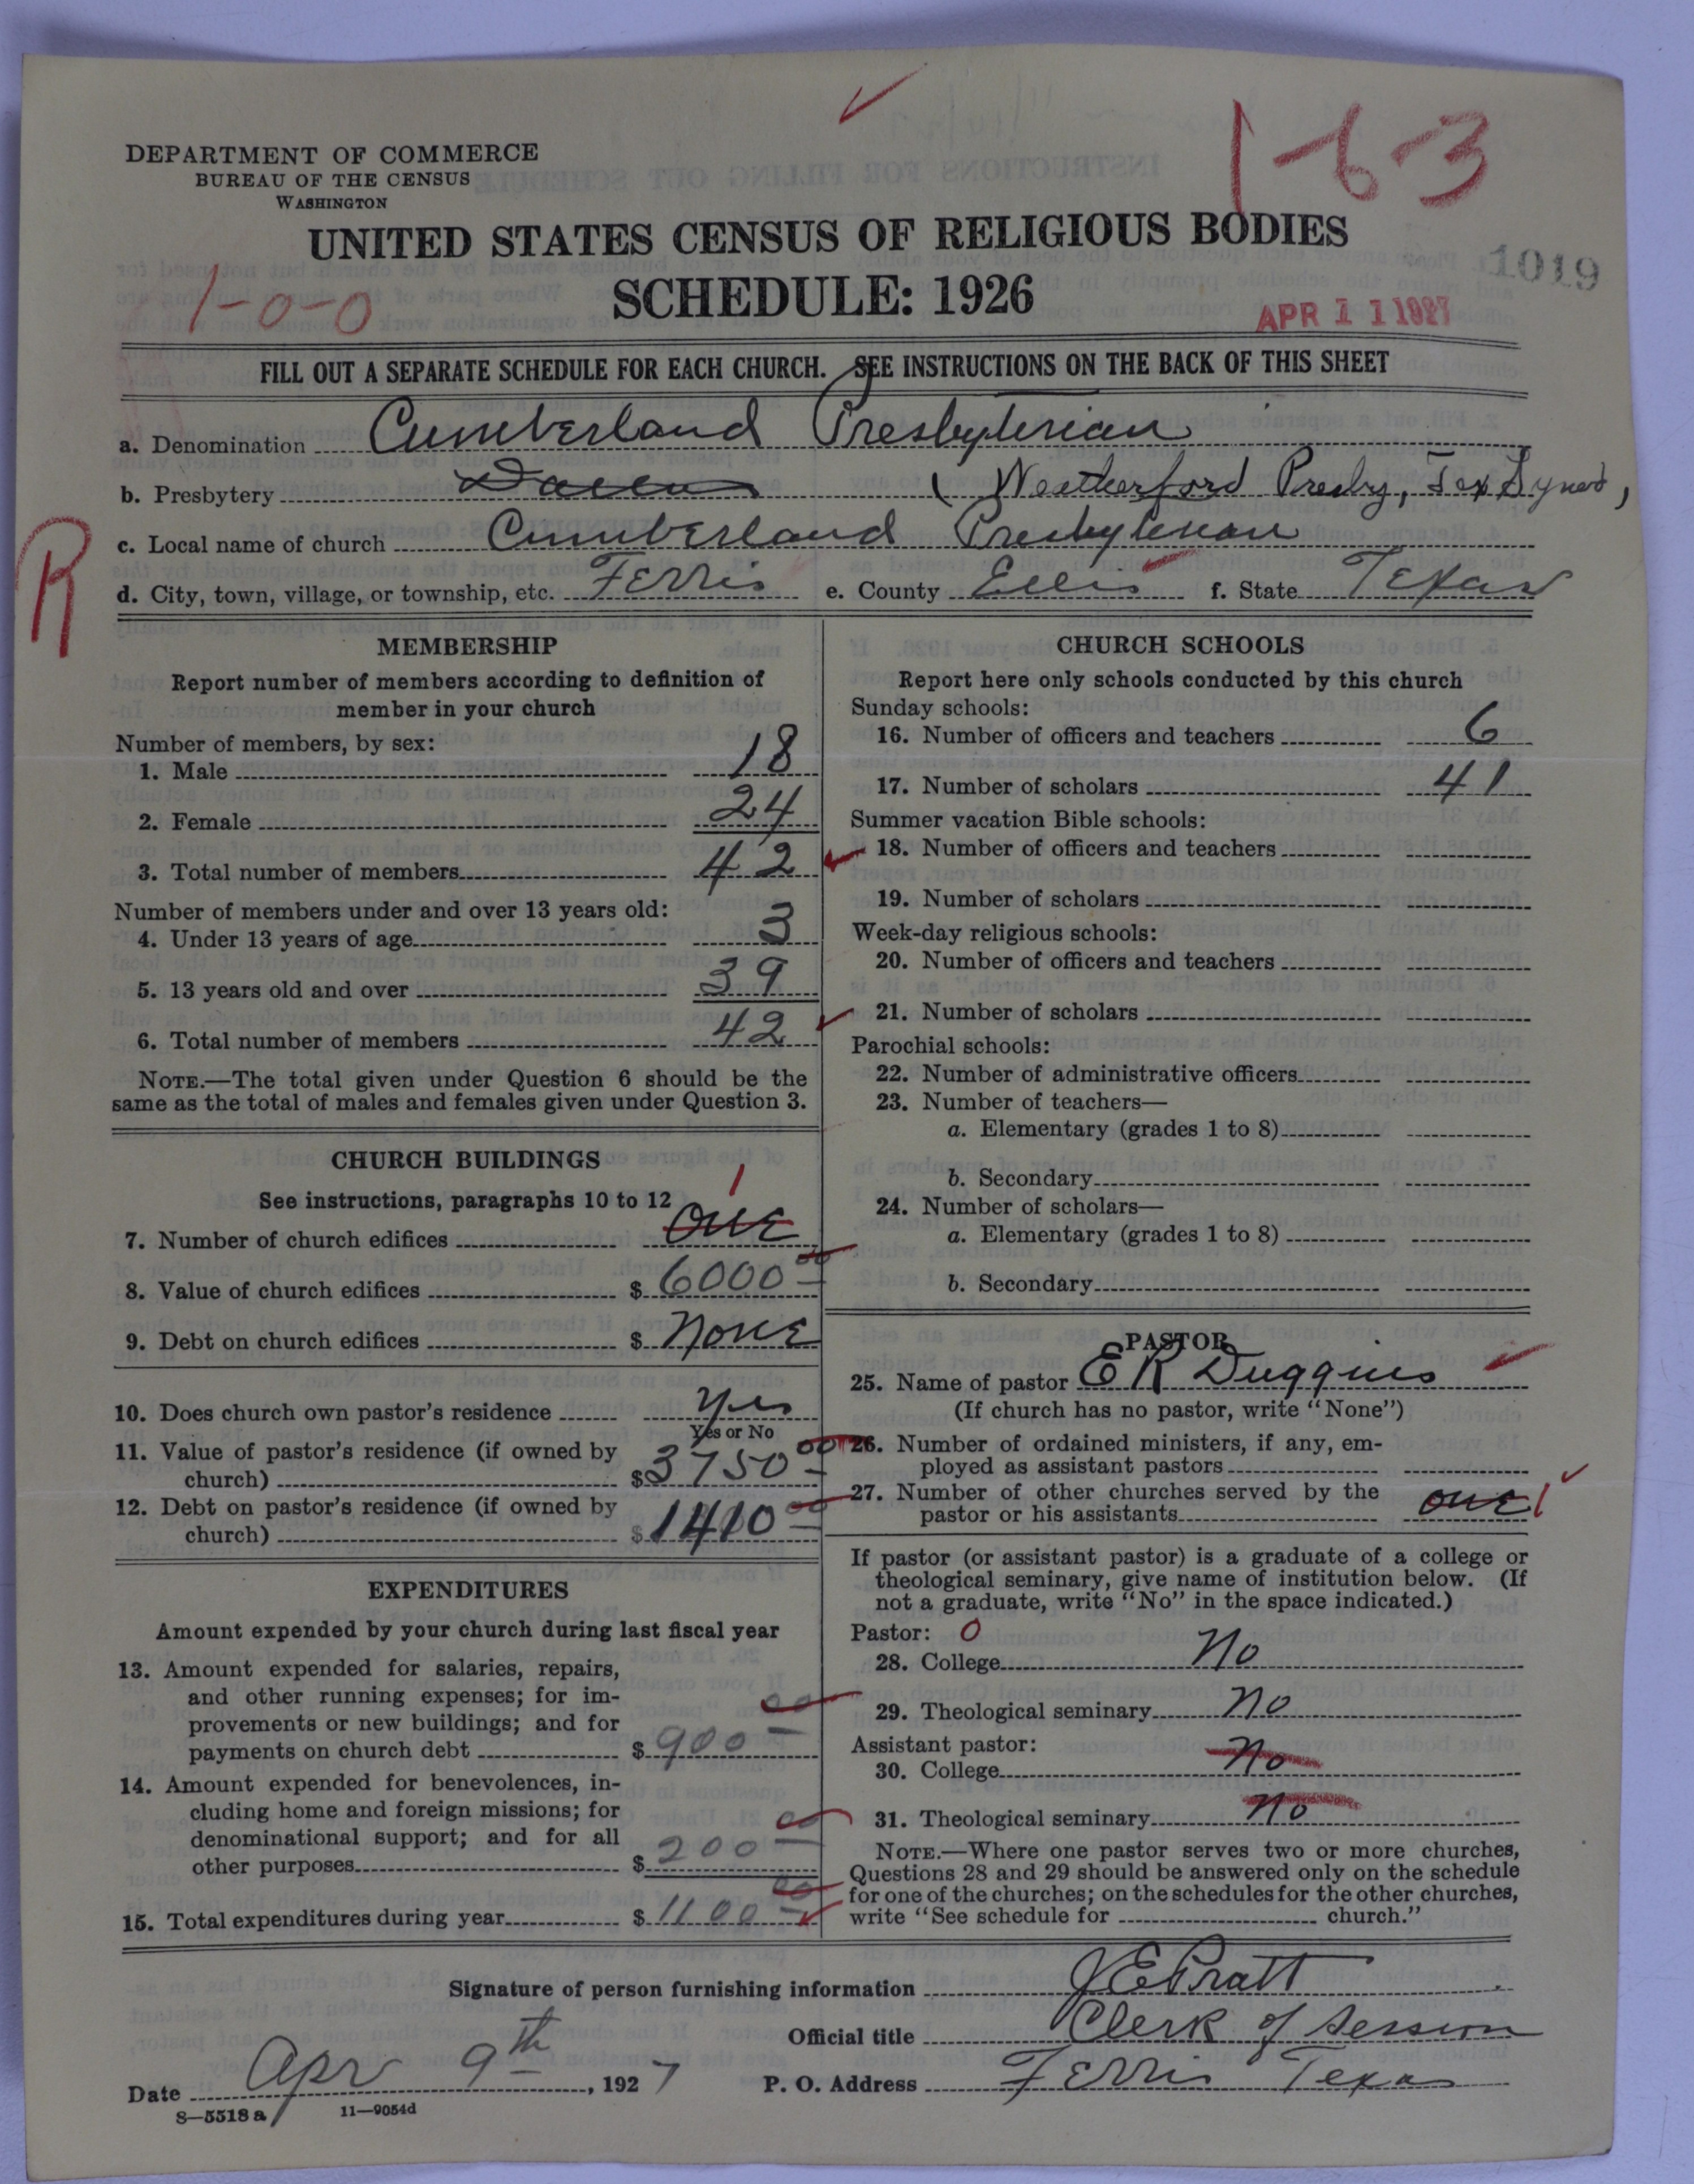 1-6-3
DEPARTMENT OF COMMERCE
BUREAU OF THE CENSUS
WASHINGTON
UNITED STATES CENSUS OF RELIGIOUS BODIES
1019
1-0-0
SCHEDULE: 1926
APR 11 1927
FILL OUT A SEPARATE SCHEDULE FOR EACH CHURCH. SEE INSTRUCTIONS ON THE BACK OF THIS SHEET
a. Denomination Cumberland Presbyterian
b. Presbytery Dallas (Weatherford Presby, Tex Synod)
R
c. Local name of church Cumberland Presbyterian
d. City, town, village, or township, etc. Ferris e. County Ellis f. State Texas
MEMBERSHIP
Report number of members according to definition of
member in your church
Number of members, by sex:
1. Male 18
2. Female 24
3. Total number of members 42
Number of members under and over 13 years old:
4. Under 13 years of age 3
5. 13 years old and over 39
6. Total number of members 42
NOTE.—The total given under Question 6 should be the
same as the total of males and females given under Question 3.
CHURCH BUILDINGS
See instructions, paragraphs 10 to 12
7. Number of church edifices one 1
8. Value of church edifices $ 6000 00
9. Debt on church edifices $ none
10. Does church own pastor's residence yes
Yes or No
11. Value of pastor's residence (if owned by
church) $ 3750 00
12. Debt on pastor's residence (if owned by
church) $ 1410 00
EXPENDITURES
Amount expended by your church during last fiscal year
13. Amount expended for salaries, repairs,
and other running expenses; for im-
provements or new buildings; and for
payments on church debt $ 900 00
14. Amount expended for benevolences, in-
cluding home and foreign missions; for
denominational support; and for all
other purposes $ 200 00
15. Total expenditures during year $ 1100 00
CHURCH SCHOOLS
Report here only schools conducted by this church
Sunday schools:
16. Number of officers and teachers 6
17. Number of scholars 41
Summer vacation Bible schools:
18. Number of officers and teachers
19. Number of scholars
Week-day religious schools:
20. Number of officers and teachers
21. Number of scholars
Parochial schools:
22. Number of administrative officers
23. Number of teachers—
a. Elementary (grades 1 to 8)
b. Secondary
24. Number of scholars—
a. Elementary (grades 1 to 8)
b. Secondary
PASTOR
25. Name of pastor E R Duggins
(If church has no pastor, write "None")
26. Number of ordained ministers, if any, em-
ployed as assistant pastors
27. Number of other churches served by the
pastor or his assistants one 1
If pastor (or assistant pastor) is a graduate of a college or
theological seminary, give name of institution below. (If
not a graduate, write "No" in the space indicated.)
Pastor: 0
28. College No
29. Theological seminary no
Assistant pastor:
30. College No
31. Theological seminary no
NOTE.—Where one pastor serves two or more churches,
Questions 28 and 29 should be answered only on the schedule
for one of the churches; on the schedules for the other churches,
write "See schedule for church."
Signature of person furnishing information J E Pratt
Official title Clerk of Session
Date Apr 9th, 1927 P. O. Address Ferris Texas
8—5518 a 11—9054d